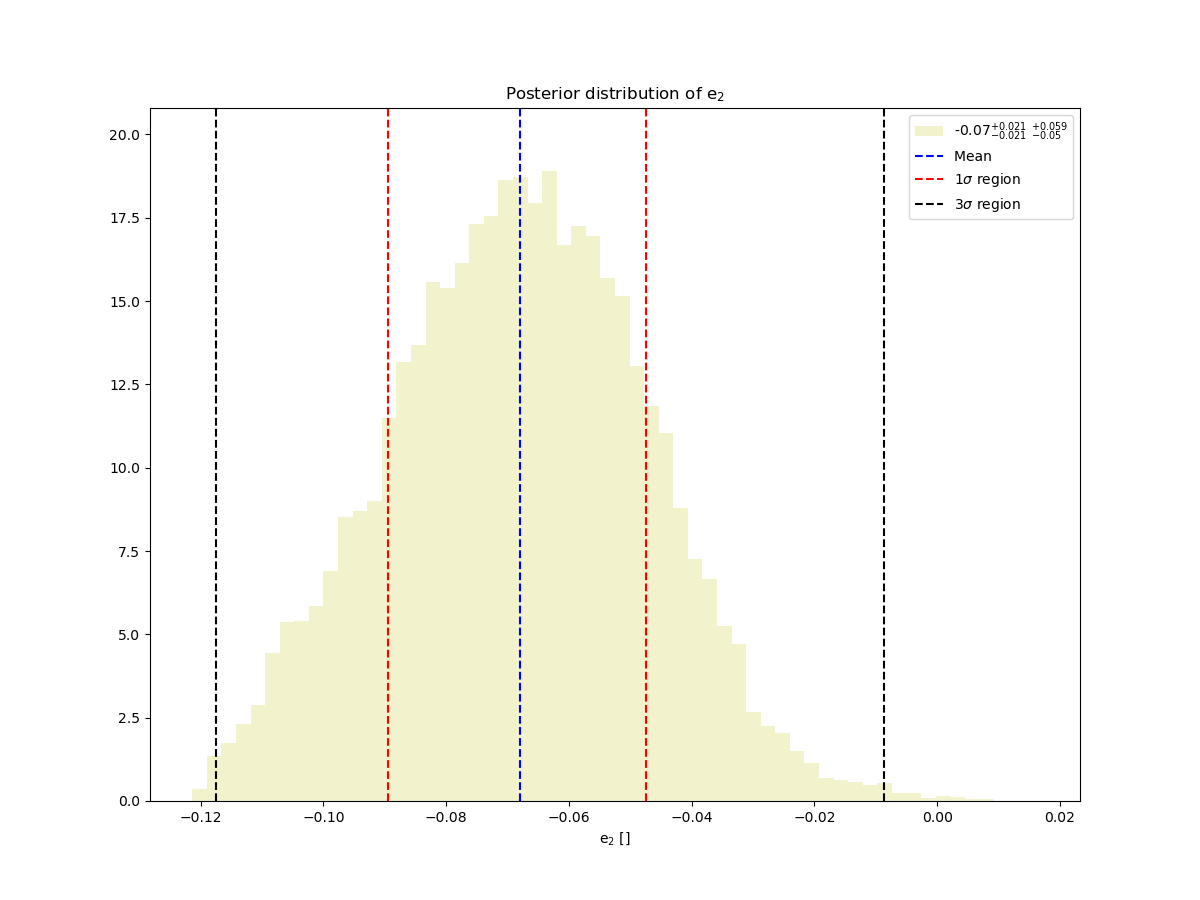 Posterior distribution of e₂
20.0
17.5
15.0
12.5
10.0
7.5
5.0
2.5
0.0
-0.07 +0.021 +0.059
−0.021 −0.05
Mean
1σ region
3σ region
−0.12 −0.10 −0.08 −0.06 −0.04 −0.02 0.00 0.02
e₂ []